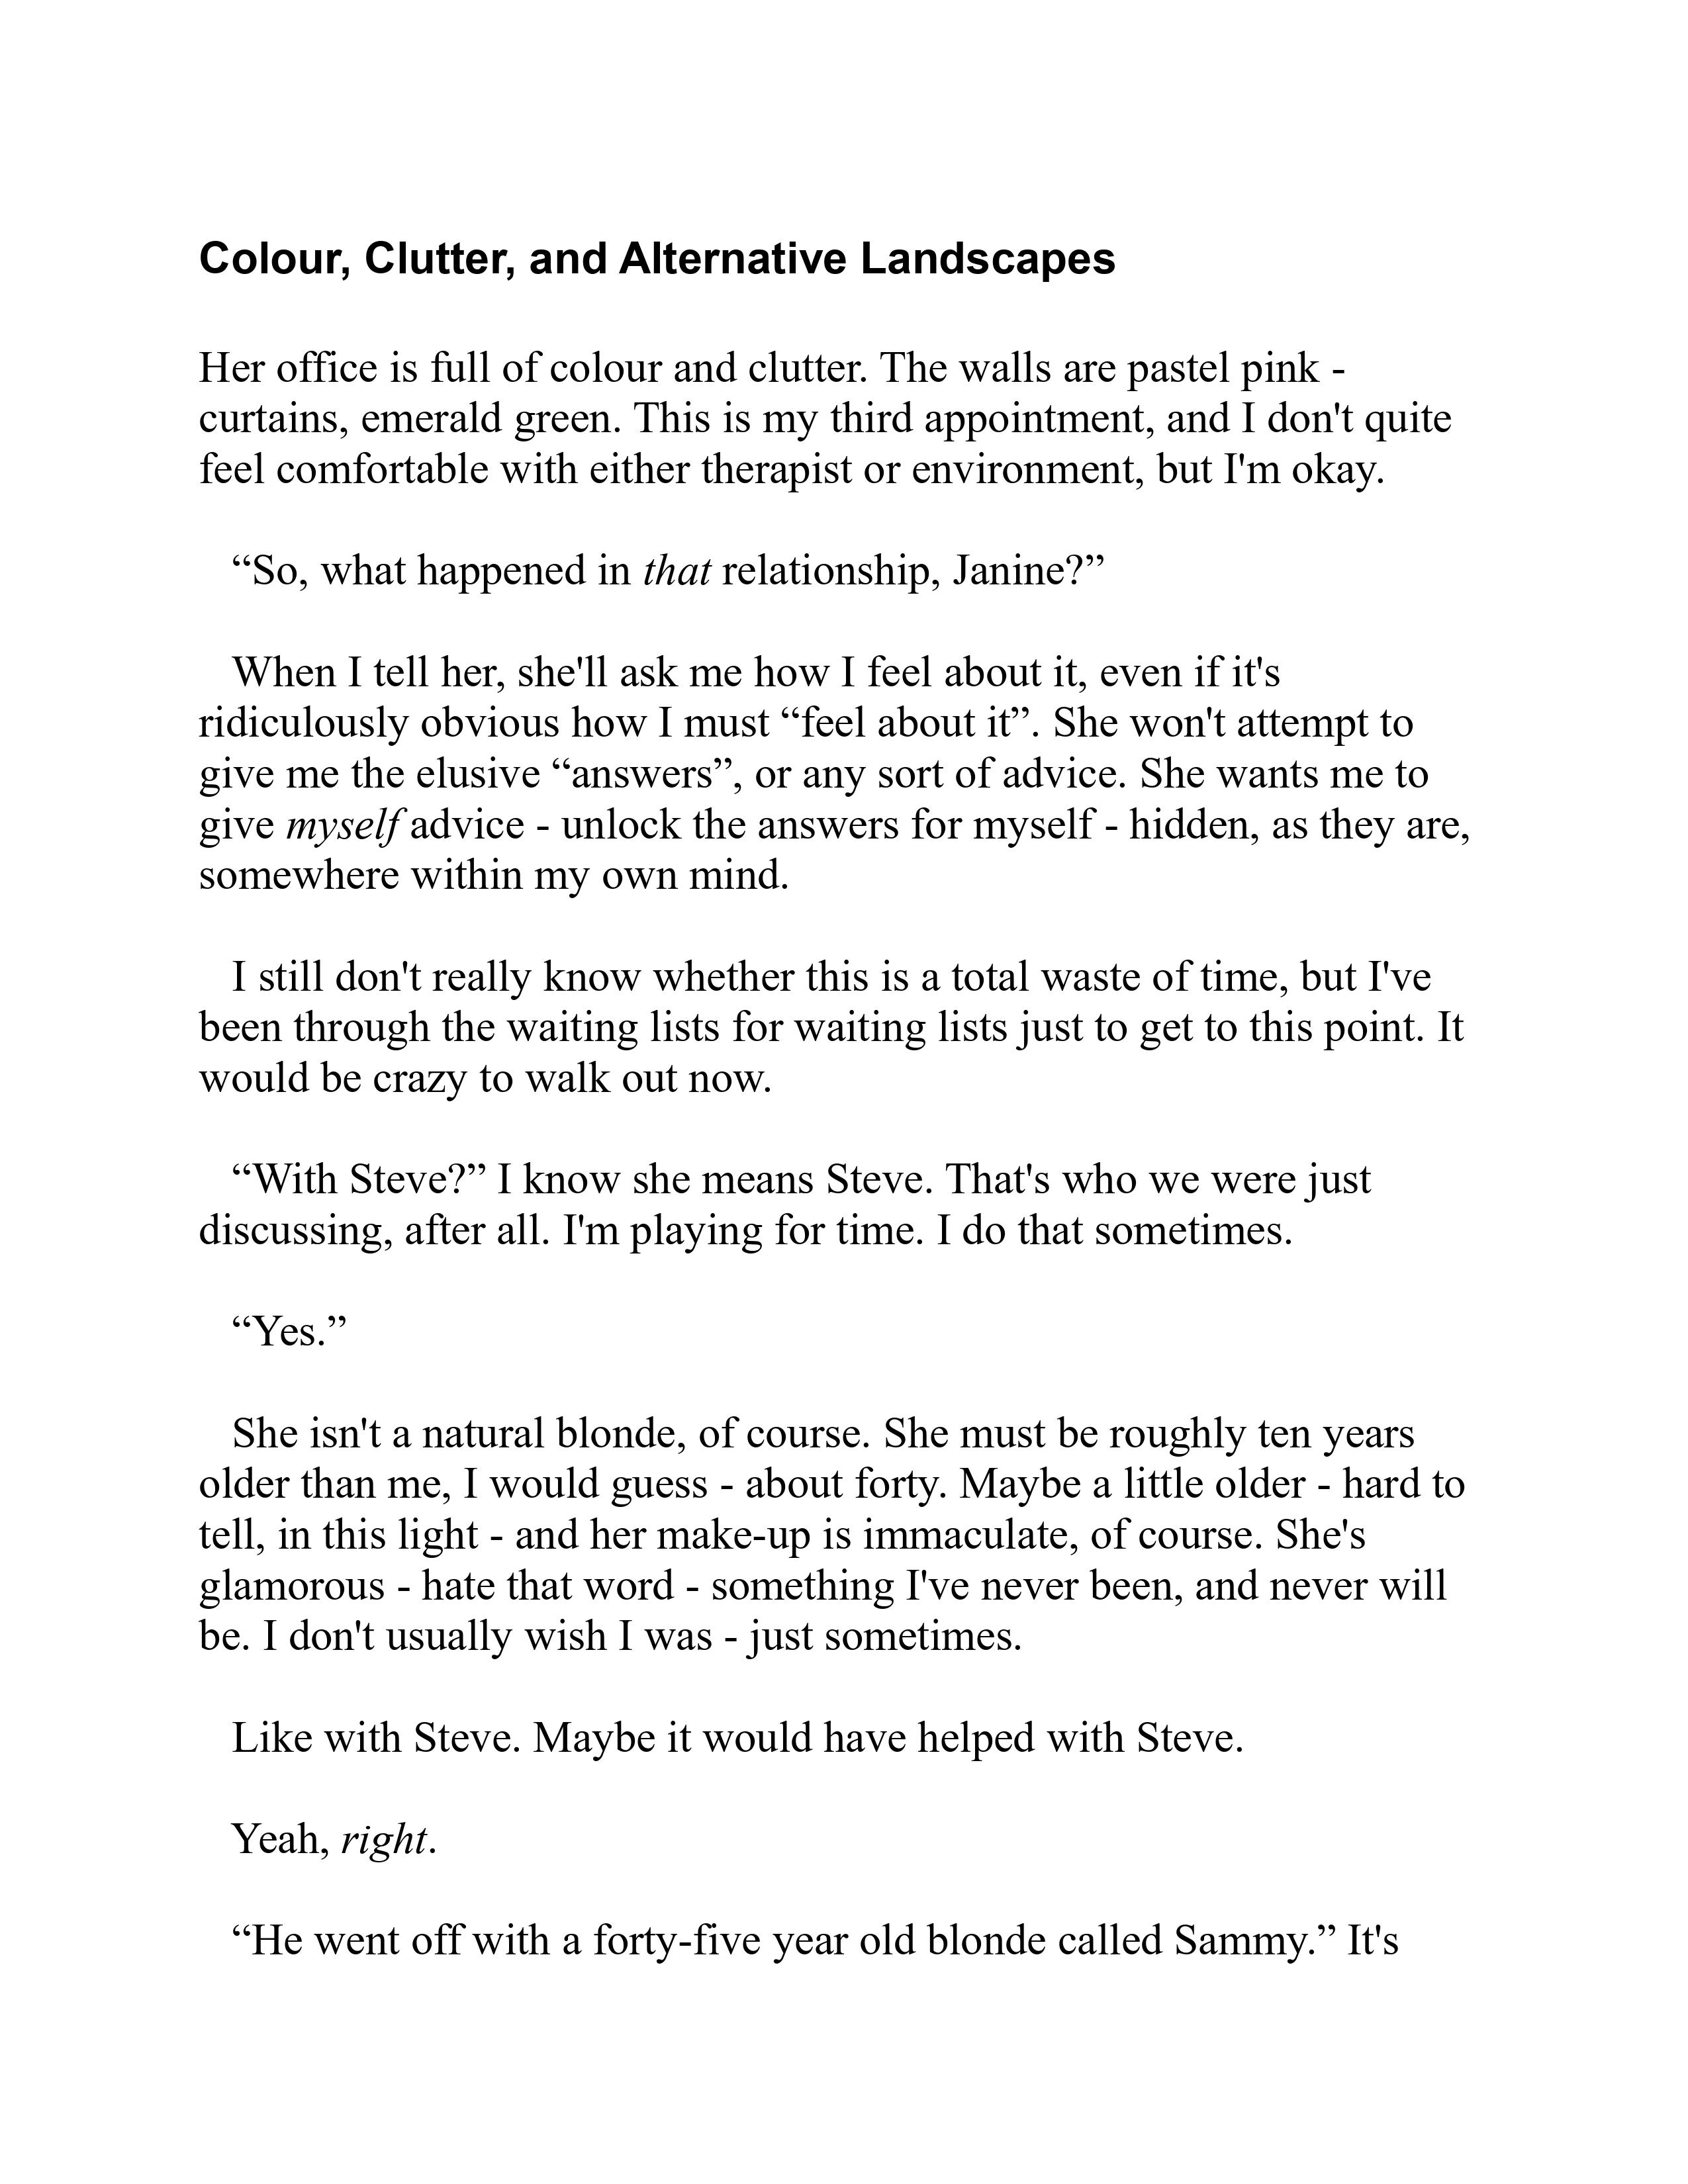 Colour, Clutter, and Alternative Landscapes
Her office is full of colour and clutter. The walls are pastel pink -
curtains, emerald green. This is my third appointment, and I don't quite
feel comfortable with either therapist or environment, but I'm okay.
“So, what happened in that relationship, Janine?”
When I tell her, she'll ask me how I feel about it, even if it's
ridiculously obvious how I must “feel about it”. She won't attempt to
give me the elusive “answers”, or any sort of advice. She wants me to
give myself advice - unlock the answers for myself - hidden, as they are,
somewhere within my own mind.
I still don't really know whether this is a total waste of time, but I've
been through the waiting lists for waiting lists just to get to this point. It
would be crazy to walk out now.
“With Steve?” I know she means Steve. That's who we were just
discussing, after all. I'm playing for time. I do that sometimes.
“Yes.”
She isn't a natural blonde, of course. She must be roughly ten years
older than me, I would guess - about forty. Maybe a little older - hard to
tell, in this light - and her make-up is immaculate, of course. She's
glamorous - hate that word - something I've never been, and never will
be. I don't usually wish I was - just sometimes.
Like with Steve. Maybe it would have helped with Steve.
Yeah, right.
“He went off with a forty-five year old blonde called Sammy.” It's